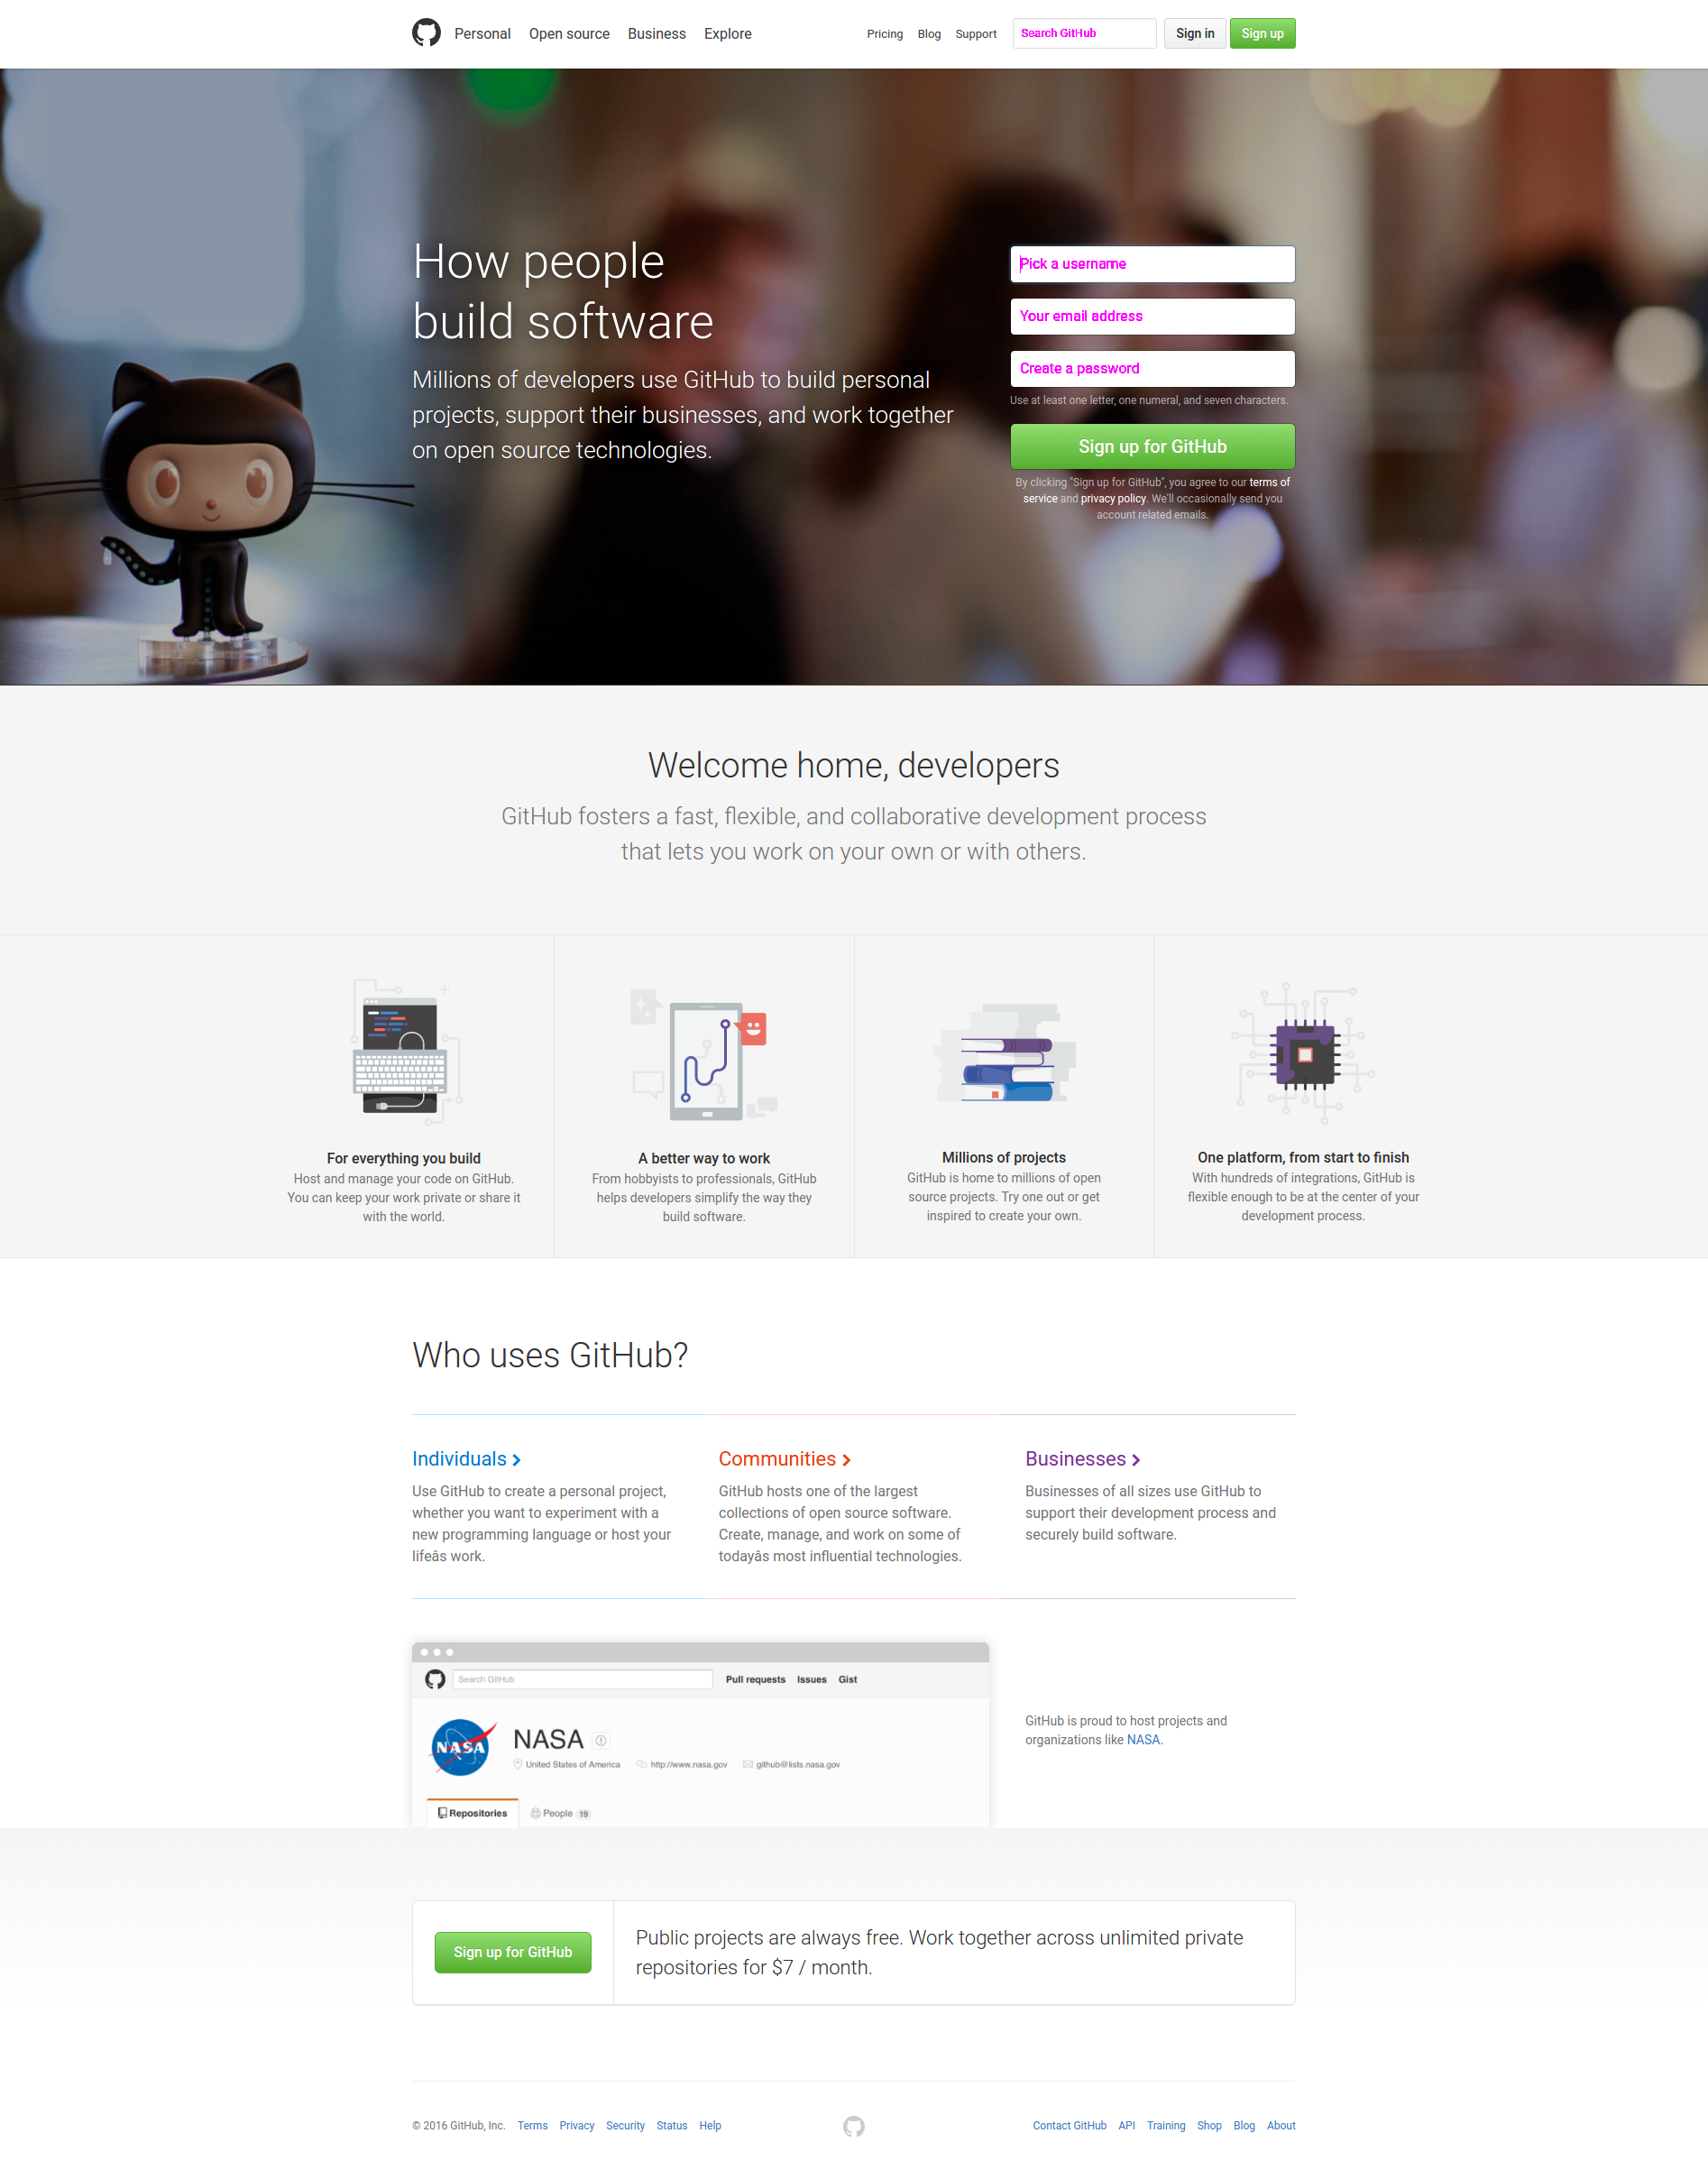 Personal Open source Business Explore Pricing Blog Support Search GitHub Sign in Sign up
How people
build software
Millions of developers use GitHub to build personal
projects, support their businesses, and work together
on open source technologies.
Pick a username
Your email address
Create a password
Use at least one letter, one numeral, and seven characters.
Sign up for GitHub
By clicking "Sign up for GitHub", you agree to our terms of
service and privacy policy. We'll occasionally send you
account related emails.
Welcome home, developers
GitHub fosters a fast, flexible, and collaborative development process
that lets you work on your own or with others.
For everything you build
Host and manage your code on GitHub.
You can keep your work private or share it
with the world.
A better way to work
From hobbyists to professionals, GitHub
helps developers simplify the way they
build software.
Millions of projects
GitHub is home to millions of open
source projects. Try one out or get
inspired to create your own.
One platform, from start to finish
With hundreds of integrations, GitHub is
flexible enough to be at the center of your
development process.
Who uses GitHub?
Individuals
Use GitHub to create a personal project,
whether you want to experiment with a
new programming language or host your
lifeâs work.
Communities
GitHub hosts one of the largest
collections of open source software.
Create, manage, and work on some of
todayâs most influential technologies.
Businesses
Businesses of all sizes use GitHub to
support their development process and
securely build software.
Search GitHub Pull requests Issues Gist
NASA
NASA
United States of America http://www.nasa.gov github@lists.nasa.gov
Repositories People 19
GitHub is proud to host projects and
organizations like NASA.
Sign up for GitHub
Public projects are always free. Work together across unlimited private
repositories for $7 / month.
© 2016 GitHub, Inc. Terms Privacy Security Status Help Contact GitHub API Training Shop Blog About